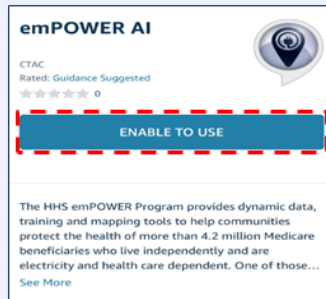 emPOWER AI
CTAC
Rated: Guidance Suggested
0
ENABLE TO USE
The HHS emPOWER Program provides dynamic data,
training and mapping tools to help communities
protect the health of more than 4.2 million Medicare
beneficiaries who live independently and are
electricity and health care dependent. One of those...
See More